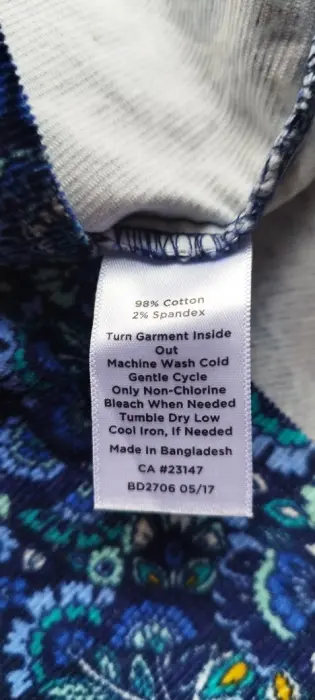 98% Cotton
2% Spandex
Turn Garment Inside
Out
Machine Wash Cold
Gentle Cycle
Only Non-Chlorine
Bleach When Needed
Tumble Dry Low
Cool Iron, If Needed
Made In Bangladesh
CA #23147
BD2706 05/17